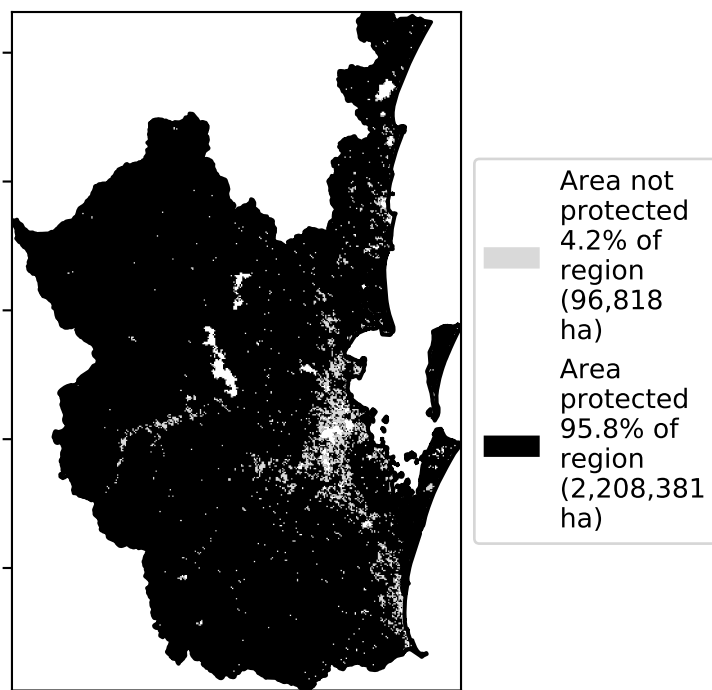 Area not
protected
4.2% of
region
(96,818
ha)
Area
protected
95.8% of
region
(2,208,381
ha)